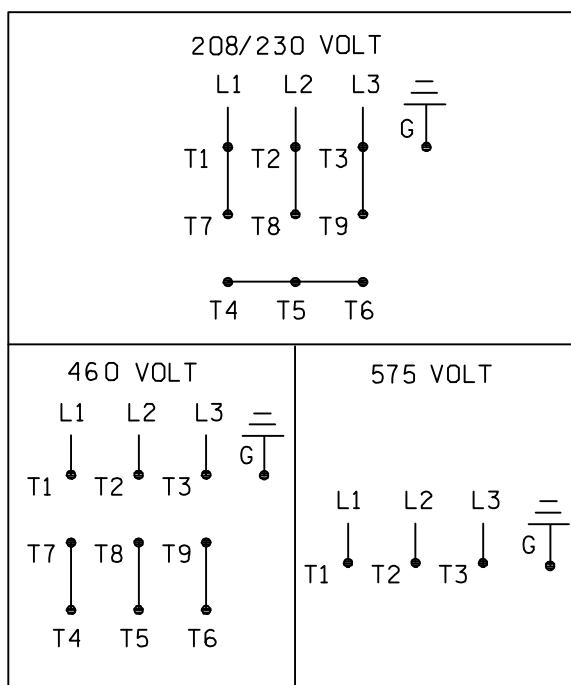 208/230 VOLT
L1 L2 L3
G
T1 T2 T3
T7 T8 T9
T4 T5 T6
460 VOLT
L1 L2 L3
G
T1 T2 T3
T7 T8 T9
T4 T5 T6
575 VOLT
L1 L2 L3
G
T1 T2 T3